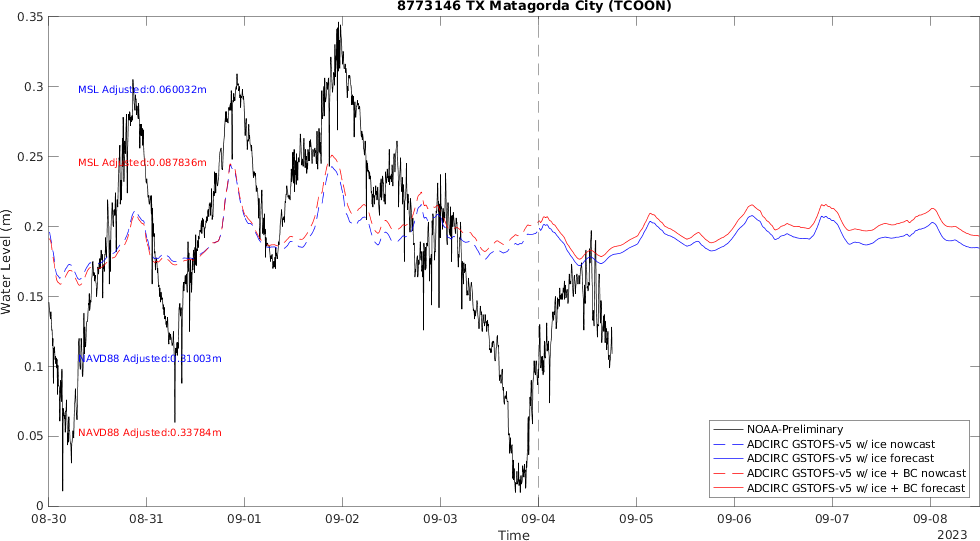 8773146 TX Matagorda City (TCOON)
0.35
0.3
0.25
0.2
0.15
0.1
0.05
0
Water Level (m)
MSL Adjusted:0.060032m
MSL Adjusted:0.087836m
NAVD88 Adjusted:0.31003m
NAVD88 Adjusted:0.33784m
NOAA-Preliminary
ADCIRC GSTOFS-v5 w/ ice nowcast
ADCIRC GSTOFS-v5 w/ ice forecast
ADCIRC GSTOFS-v5 w/ ice + BC nowcast
ADCIRC GSTOFS-v5 w/ ice + BC forecast
08-30 08-31 09-01 09-02 09-03 09-04 09-05 09-06 09-07 09-08
Time
2023